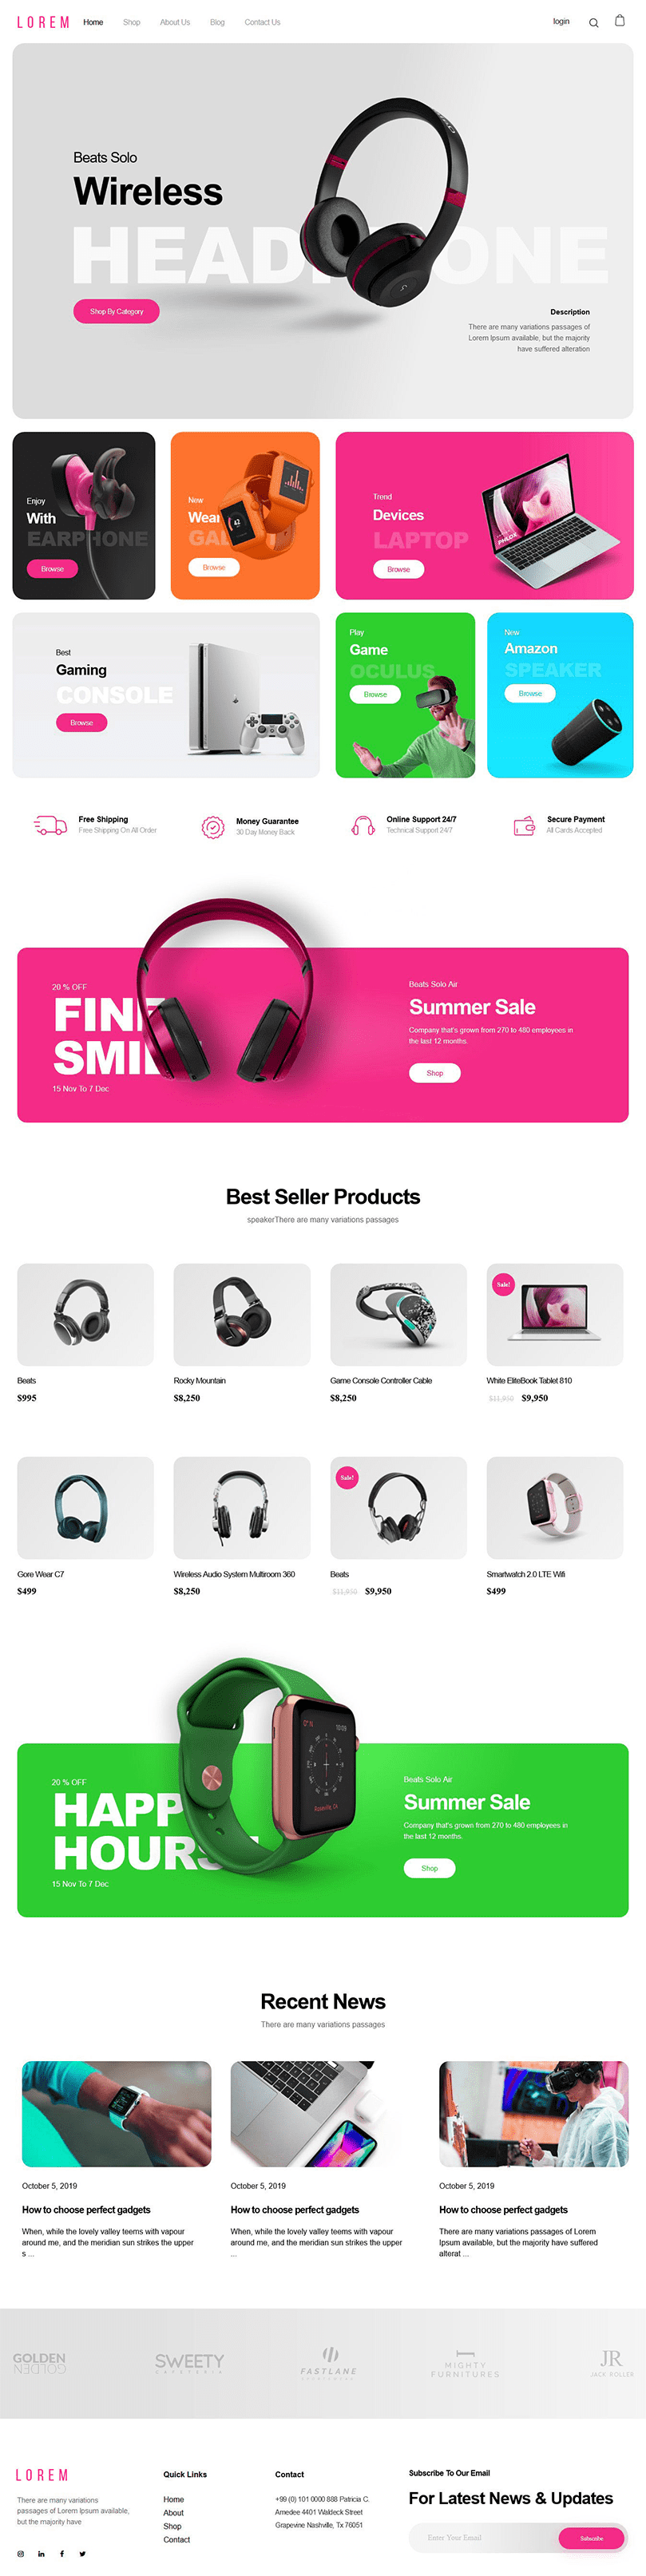 LOREM
Home
Shop
About Us
Blog
Contact Us
login
Beats Solo
Wireless
HEAD ONE
Shop By Category
Description
There are many variations passages of
Lorem Ipsum available, but the majority
have suffered alteration
Enjoy
With
EARPHONE
Browse
New
Wear
GA
Browse
Trend
Devices
LAPTOP
Browse
Best
Gaming
CONSOLE
Browse
Play
Game
OCULUS
Browse
New
Amazon
SPEAKER
Browse
Free Shipping
Free Shipping On All Order
Money Guarantee
30 Day Money Back
Online Support 24/7
Technical Support 24/7
Secure Payment
All Cards Accepted
20 % OFF
FINE
SMIL
15 Nov To 7 Dec
Beats Solo Air
Summer Sale
Company that's grown from 270 to 480 employees in
the last 12 months.
Shop
Best Seller Products
speakerThere are many variations passages
Beats
$995
Rocky Mountain
$8,250
Game Console Controller Cable
$8,250
Sale!
White EliteBook Tablet 810
$11,950 $9,950
Gore Wear C7
$499
Wireless Audio System Multiroom 360
$8,250
Sale!
Beats
$11,950 $9,950
Smartwatch 2.0 LTE Wifi
$499
20 % OFF
HAPP
HOURS
15 Nov To 7 Dec
Beats Solo Air
Summer Sale
Company that's grown from 270 to 480 employees in
the last 12 months.
Shop
Recent News
There are many variations passages
October 5, 2019
How to choose perfect gadgets
When, while the lovely valley teems with vapour
around me, and the meridian sun strikes the upper
s ...
October 5, 2019
How to choose perfect gadgets
When, while the lovely valley teems with vapour
around me, and the meridian sun strikes the upper
...
October 5, 2019
How to choose perfect gadgets
There are many variations passages of Lorem
Ipsum available, but the majority have suffered
alterat ...
GOLDEN
GOLDEN
SWEETY
FASTLANE
MIGHTY
FURNITURES
JR
JACK ROLLER
LOREM
There are many variations
passages of Lorem Ipsum available,
but the majority have
Quick Links
Home
About
Shop
Contact
Contact
+99 (0) 101 0000 888 Patricia C.
Amedee 4401 Waldeck Street
Grapevine Nashville, Tx 76051
Subscribe To Our Email
For Latest News & Updates
Enter Your Email
Subscribe